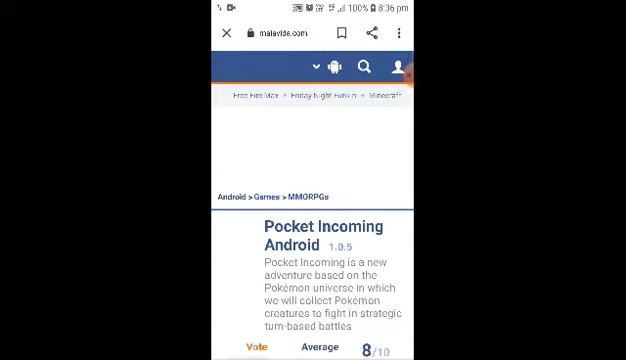 100% 8:36 pm
malavida.com
Free Fire Max • Friday Night Funkin • Minecraft
Android > Games > MMORPGs
Pocket Incoming
Android 1.0.5
Pocket Incoming is a new
adventure based on the
Pokémon universe in which
we will collect Pokémon
creatures to fight in strategic
turn-based battles
Vote Average 8/10